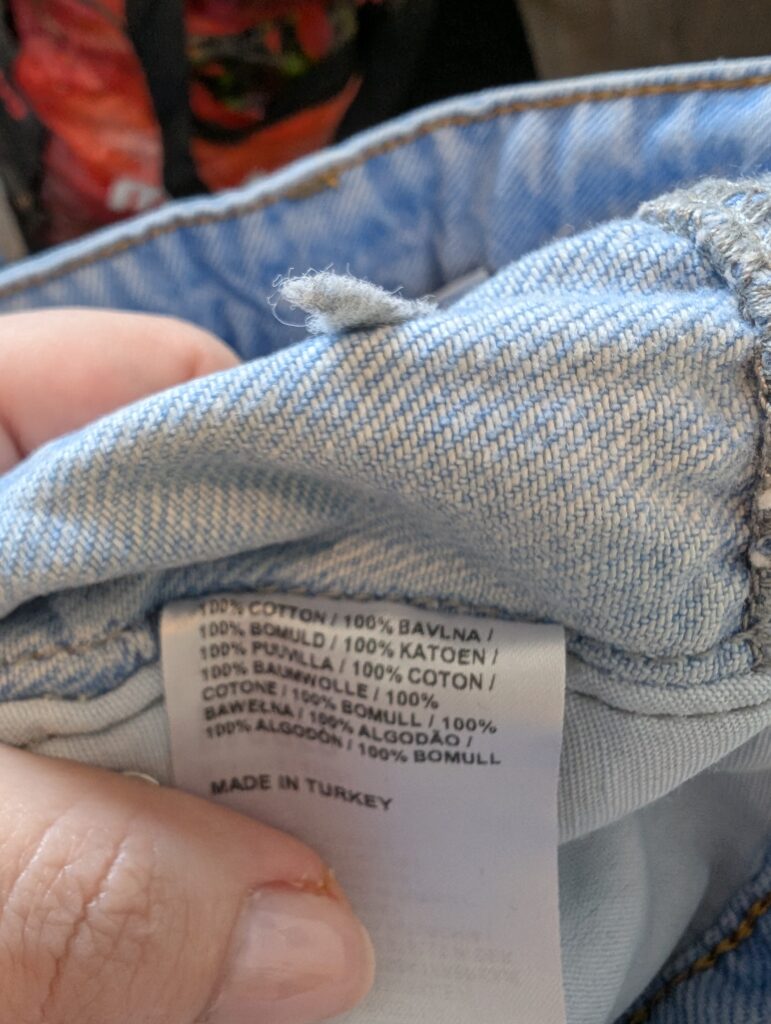 100% COTTON / 100% BAVLNA /
100% BOMULD / 100% KATOEN /
100% PUUVILLA / 100% COTON /
100% BAUMWOLLE / 100%
COTONE / 100% BOMULL / 100%
BAWEŁNA / 100% ALGODÃO /
100% ALGODÓN / 100% BOMULL
MADE IN TURKEY